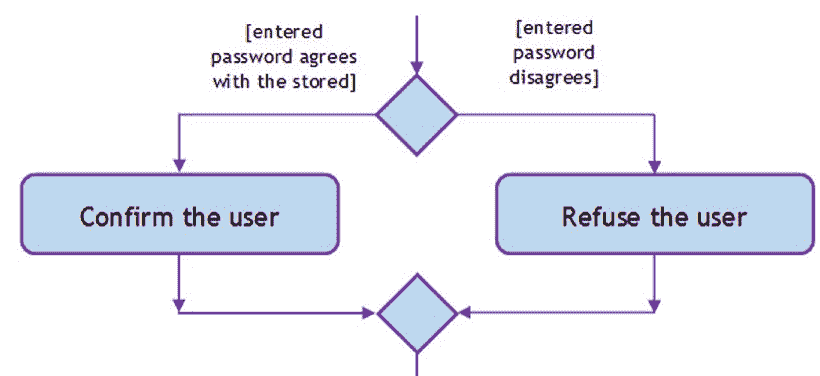 [entered
password agrees
with the stored]
[entered
password
disagrees]
Confirm the user
Refuse the user